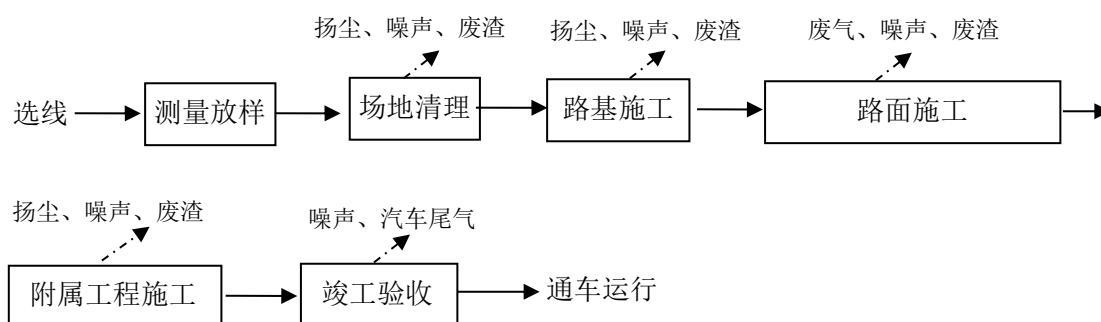 扬尘、噪声、废渣
扬尘、噪声、废渣
废气、噪声、废渣
选线
测量放样
场地清理
路基施工
路面施工
扬尘、噪声、废渣
噪声、汽车尾气
附属工程施工
竣工验收
通车运行